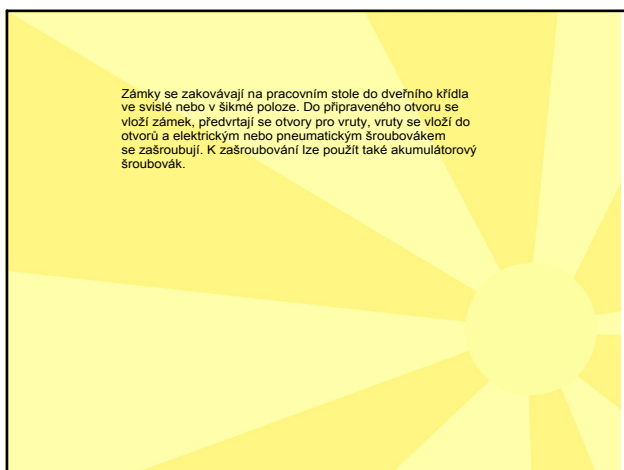 Zámky se zakovávají na pracovním stole do dveřního křídla
ve svislé nebo v šikmé poloze. Do připraveného otvoru se
vloží zámek, předvrtají se otvory pro vruty, vruty se vloží do
otvorů a elektrickým nebo pneumatickým šroubovákem
se zašroubují. K zašroubování lze použít také akumulátorový
šroubovák.